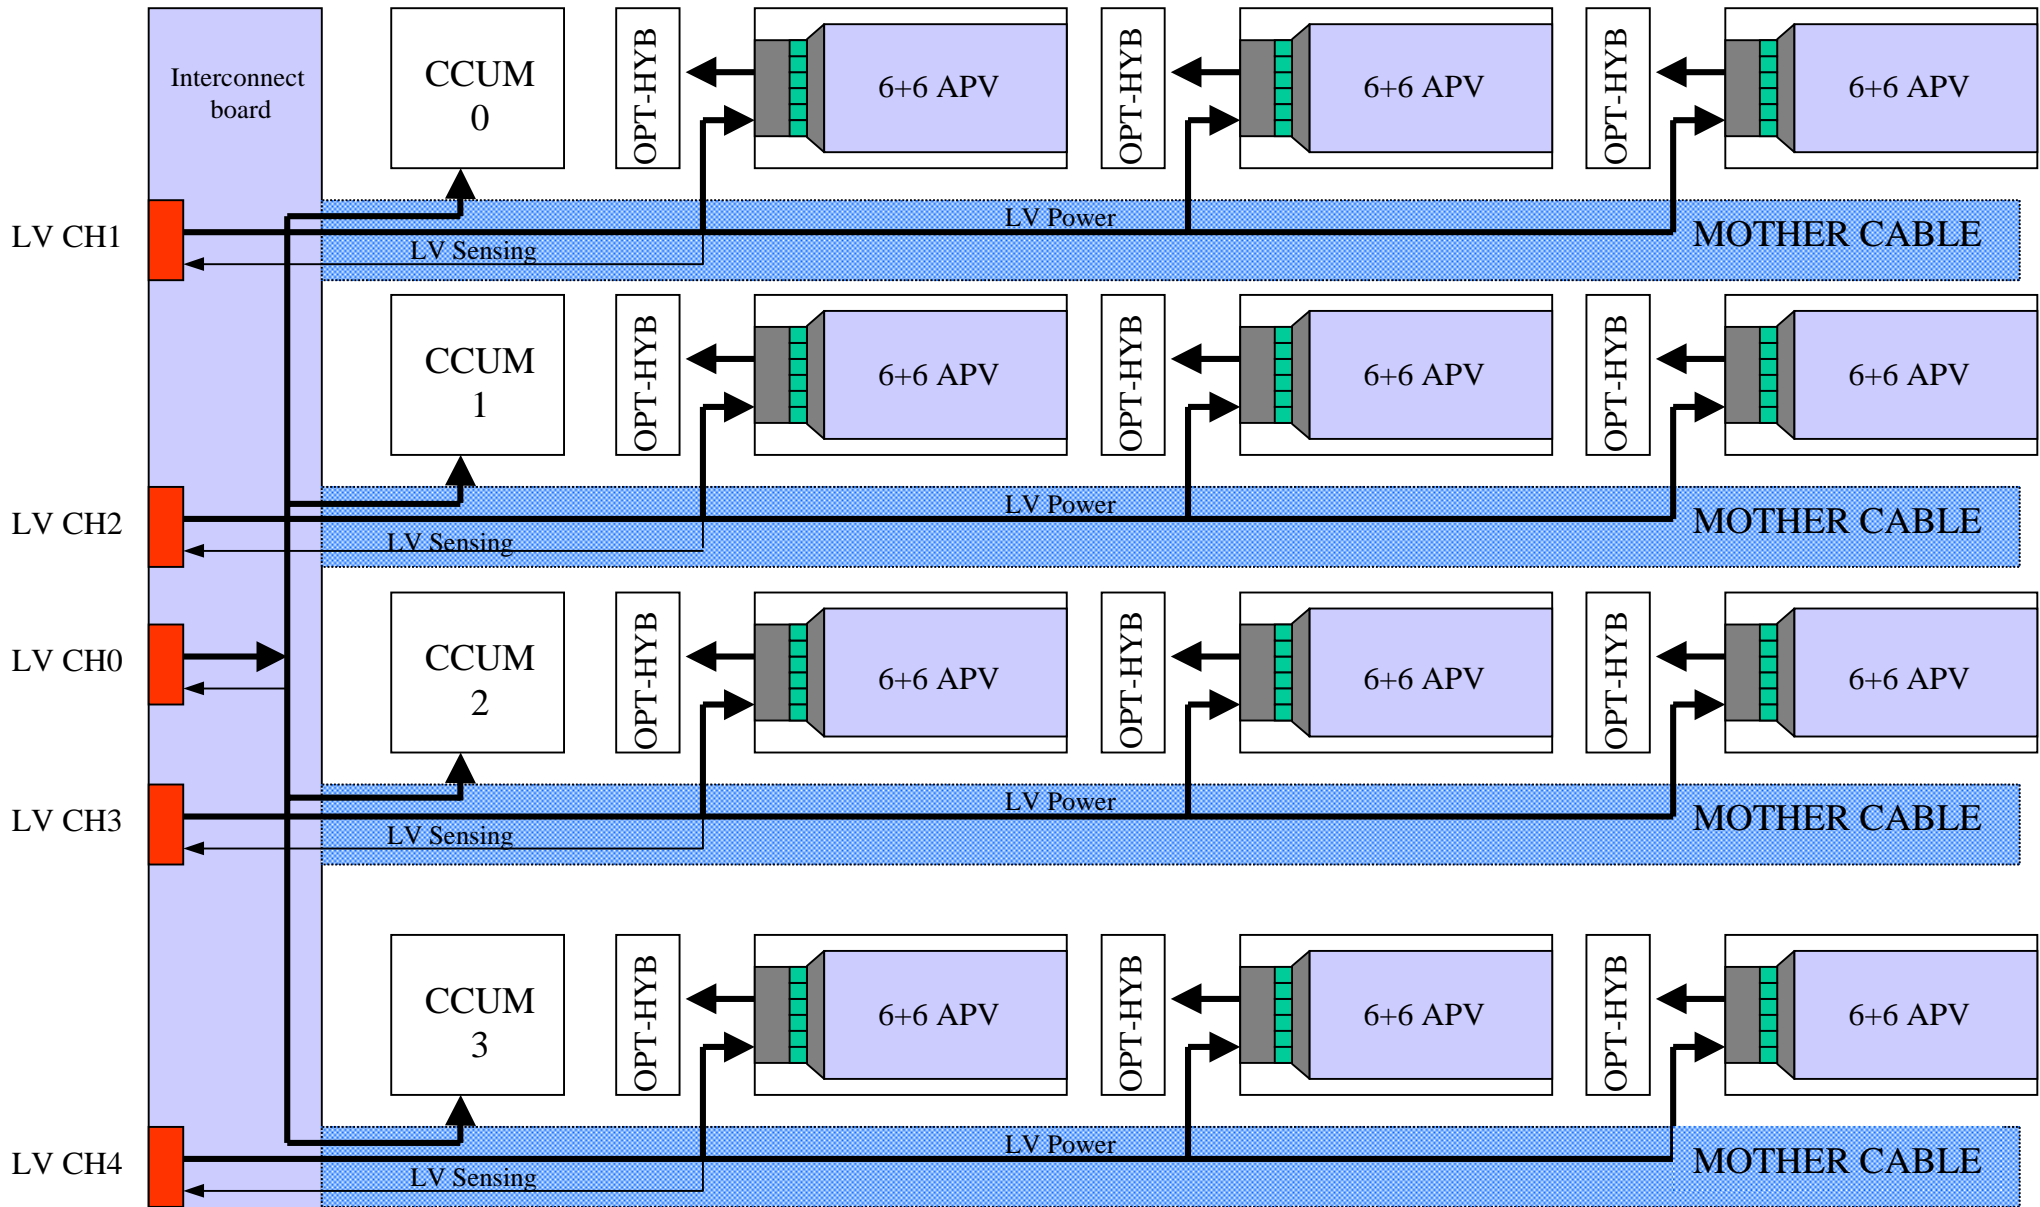 Interconnect
board
CCUM
0
OPT-HYB
6+6 APV
OPT-HYB
6+6 APV
OPT-HYB
6+6 APV
LV CH1
LV Power
LV Sensing
MOTHER CABLE
CCUM
1
OPT-HYB
6+6 APV
OPT-HYB
6+6 APV
OPT-HYB
6+6 APV
LV CH2
LV Power
LV Sensing
MOTHER CABLE
LV CH0
CCUM
2
OPT-HYB
6+6 APV
OPT-HYB
6+6 APV
OPT-HYB
6+6 APV
LV CH3
LV Power
LV Sensing
MOTHER CABLE
CCUM
3
OPT-HYB
6+6 APV
OPT-HYB
6+6 APV
OPT-HYB
6+6 APV
LV CH4
LV Power
LV Sensing
MOTHER CABLE